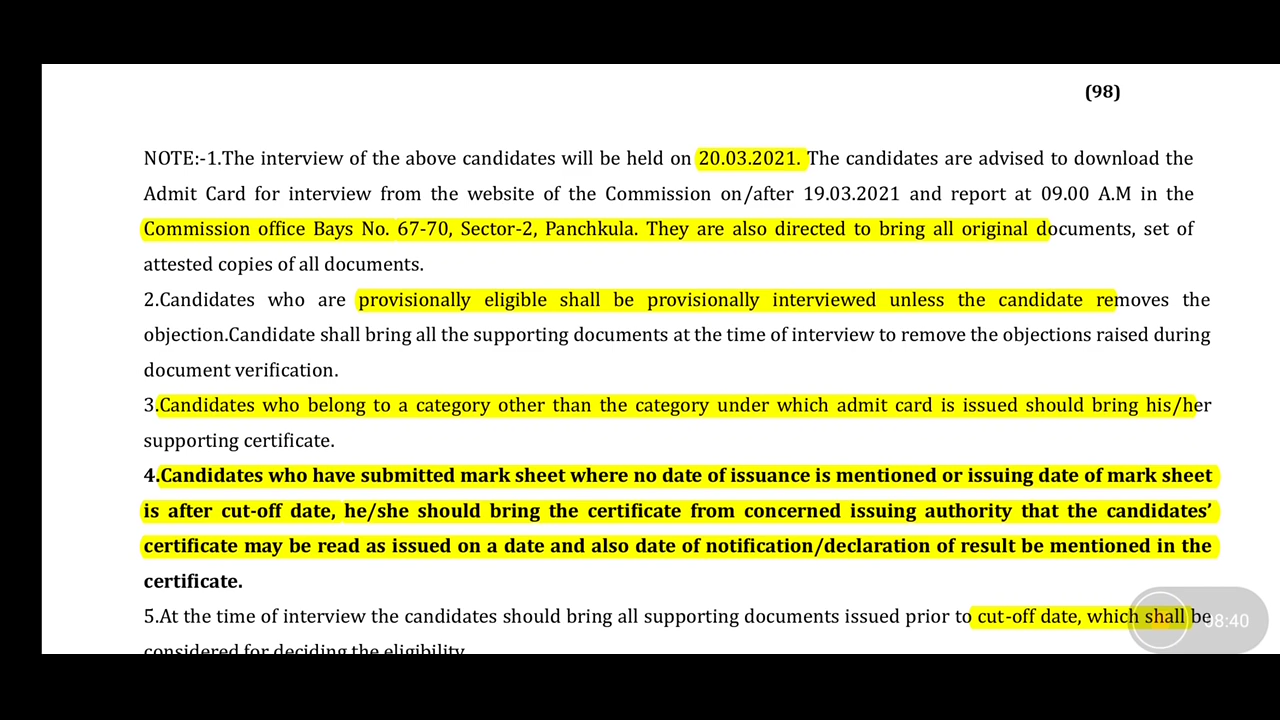 (98)
NOTE:-1.The interview of the above candidates will be held on 20.03.2021. The candidates are advised to download the
Admit Card for interview from the website of the Commission on/after 19.03.2021 and report at 09.00 A.M in the
Commission office Bays No. 67-70, Sector-2, Panchkula. They are also directed to bring all original documents, set of
attested copies of all documents.
2.Candidates who are provisionally eligible shall be provisionally interviewed unless the candidate removes the
objection.Candidate shall bring all the supporting documents at the time of interview to remove the objections raised during
document verification.
3.Candidates who belong to a category other than the category under which admit card is issued should bring his/her
supporting certificate.
4.Candidates who have submitted mark sheet where no date of issuance is mentioned or issuing date of mark sheet
is after cut-off date, he/she should bring the certificate from concerned issuing authority that the candidates’
certificate may be read as issued on a date and also date of notification/declaration of result be mentioned in the
certificate.
5.At the time of interview the candidates should bring all supporting documents issued prior to cut-off date, which shall be
08:40
considered for deciding the eligibility